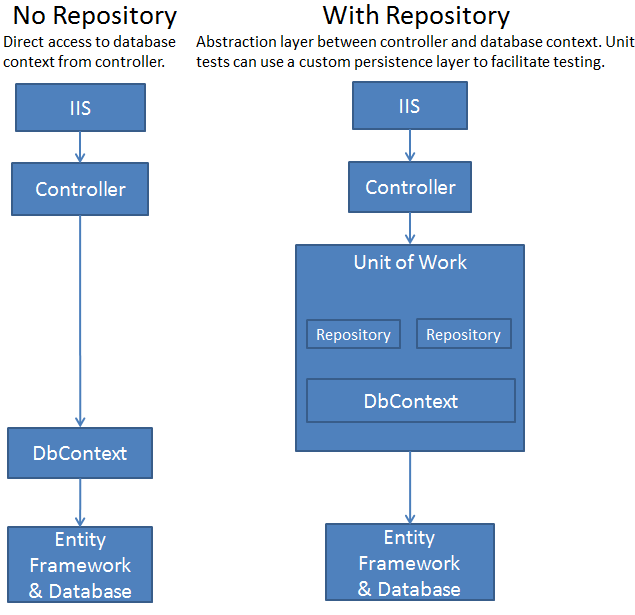 No Repository
Direct access to database
context from controller.
IIS
Controller
DbContext
Entity
Framework
& Database
With Repository
Abstraction layer between controller and database context. Unit
tests can use a custom persistence layer to facilitate testing.
IIS
Controller
Unit of Work
Repository
Repository
DbContext
Entity
Framework
& Database